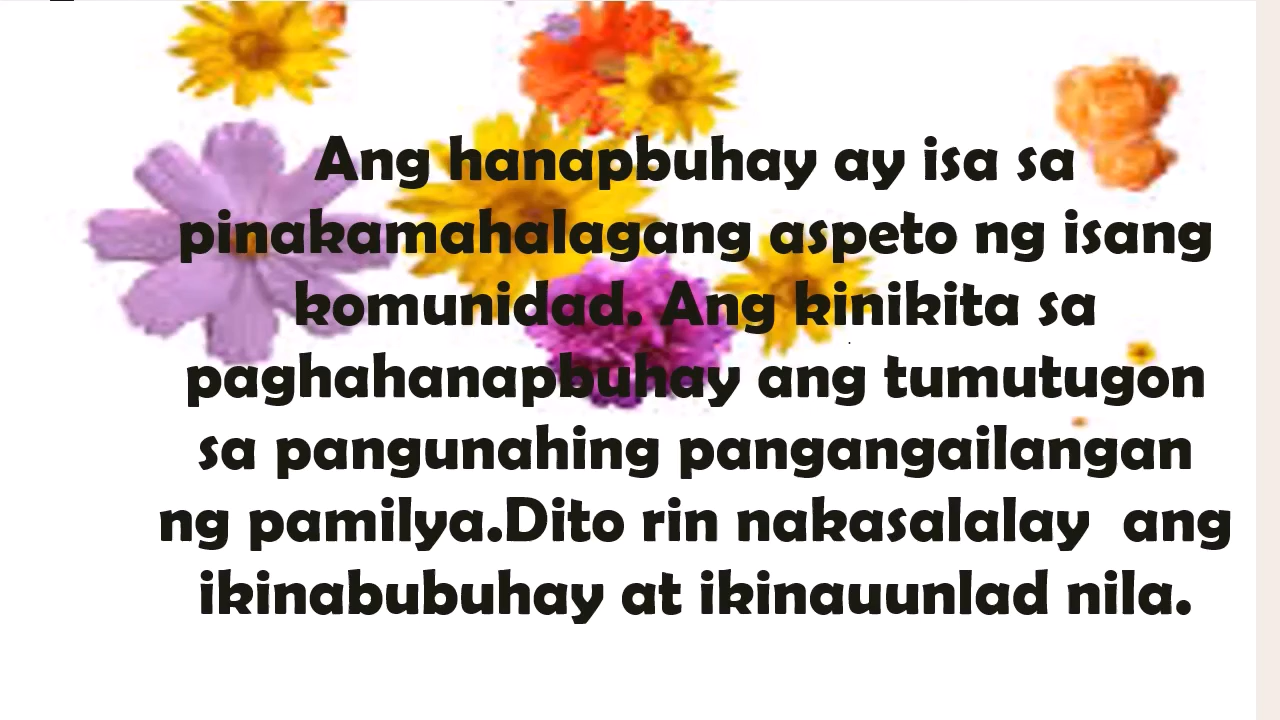 Ang hanapbuhay ay isa sa
pinakamahalagang aspeto ng isang
komunidad. Ang kinikita sa
paghahanapbuhay ang tumutugon
sa pangunahing pangangailangan
ng pamilya.Dito rin nakasalalay  ang
ikinabubuhay at ikinauunlad nila.